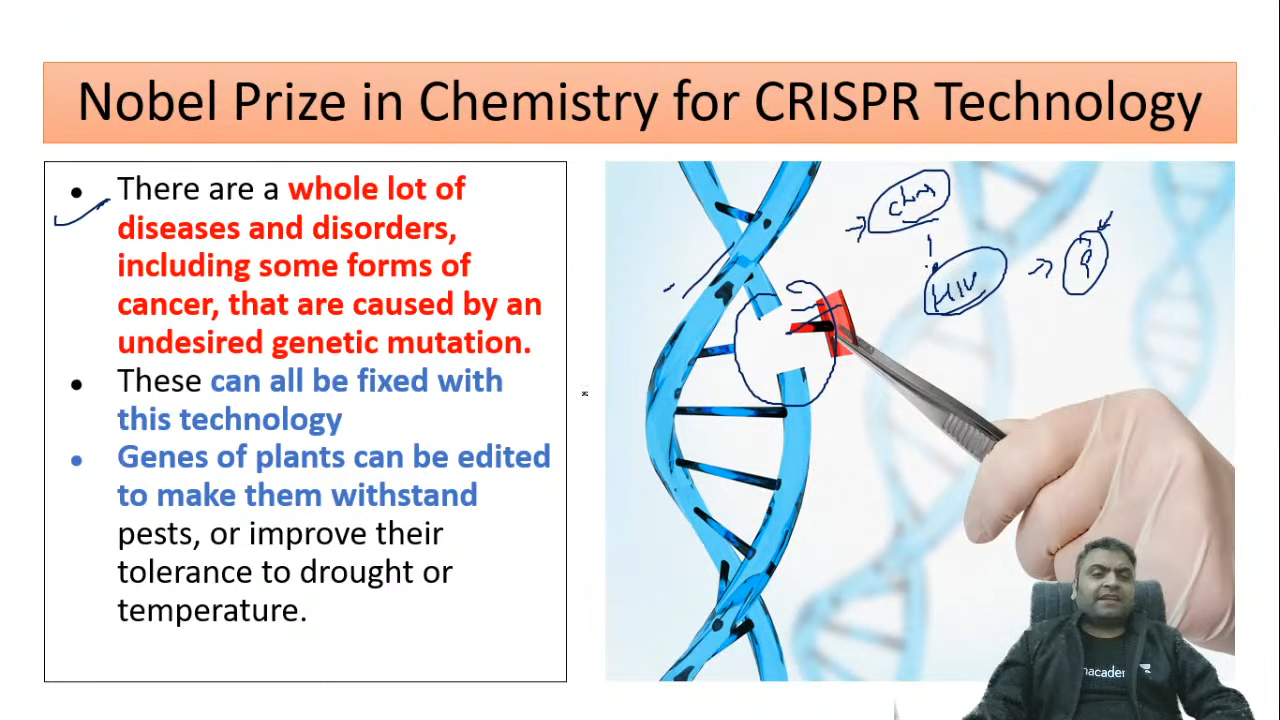 Nobel Prize in Chemistry for CRISPR Technology
• There are a whole lot of
diseases and disorders,
including some forms of
cancer, that are caused by an
undesired genetic mutation.
• These can all be fixed with
this technology
• Genes of plants can be edited
to make them withstand
pests, or improve their
tolerance to drought or
temperature.
HIV
nacadem